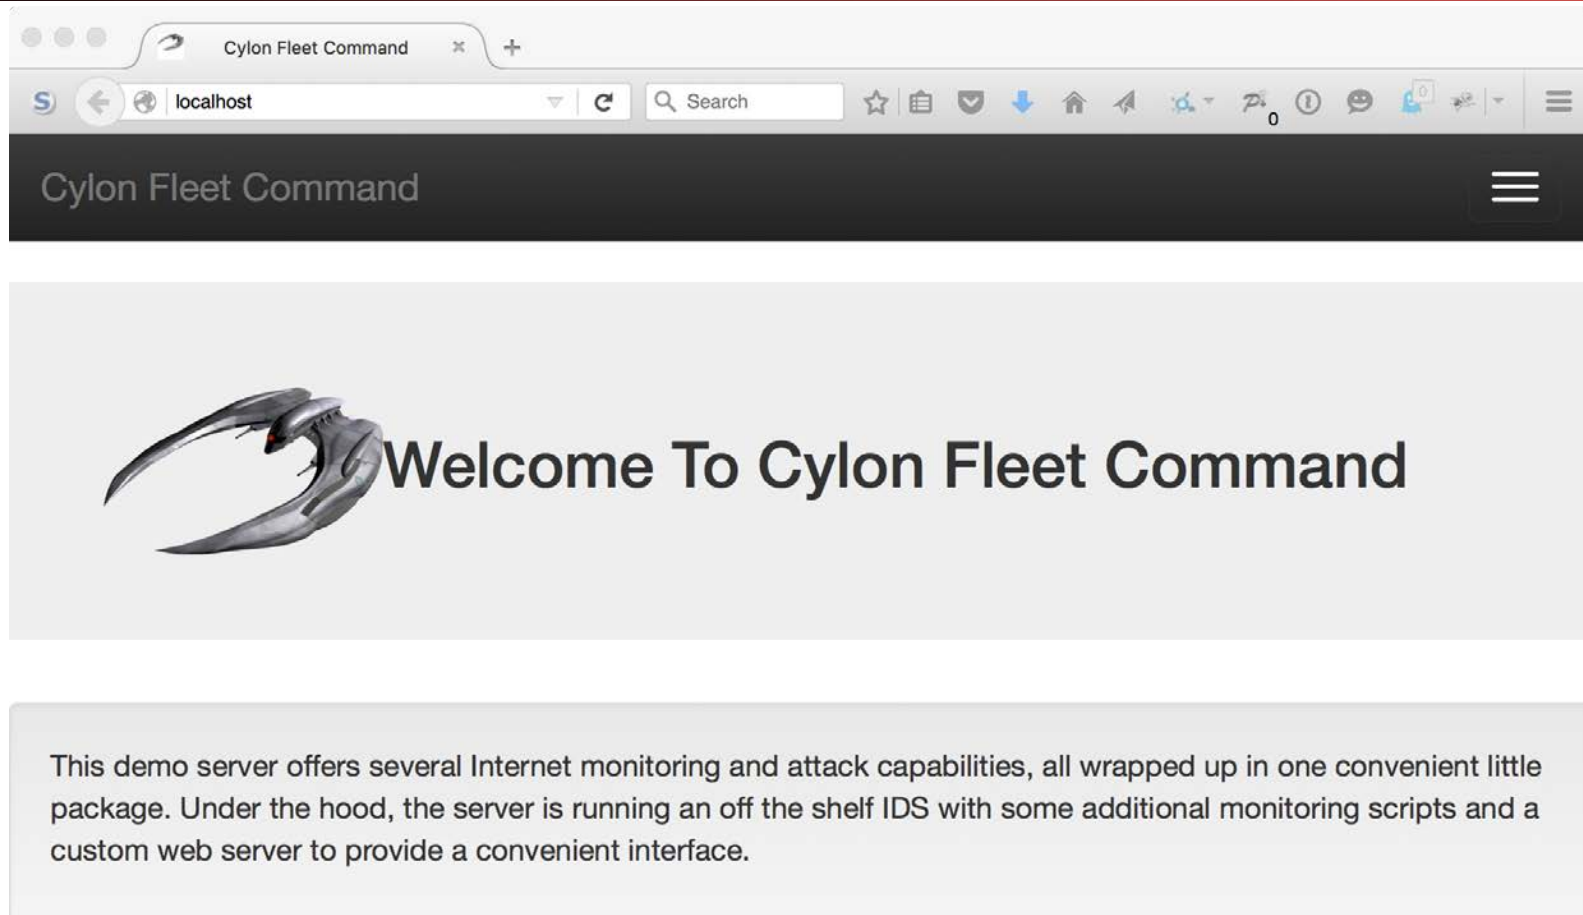 Cylon Fleet Command
localhost
Search
0
0
Cylon Fleet Command
Welcome To Cylon Fleet Command
This demo server offers several Internet monitoring and attack capabilities, all wrapped up in one convenient little
package. Under the hood, the server is running an off the shelf IDS with some additional monitoring scripts and a
custom web server to provide a convenient interface.